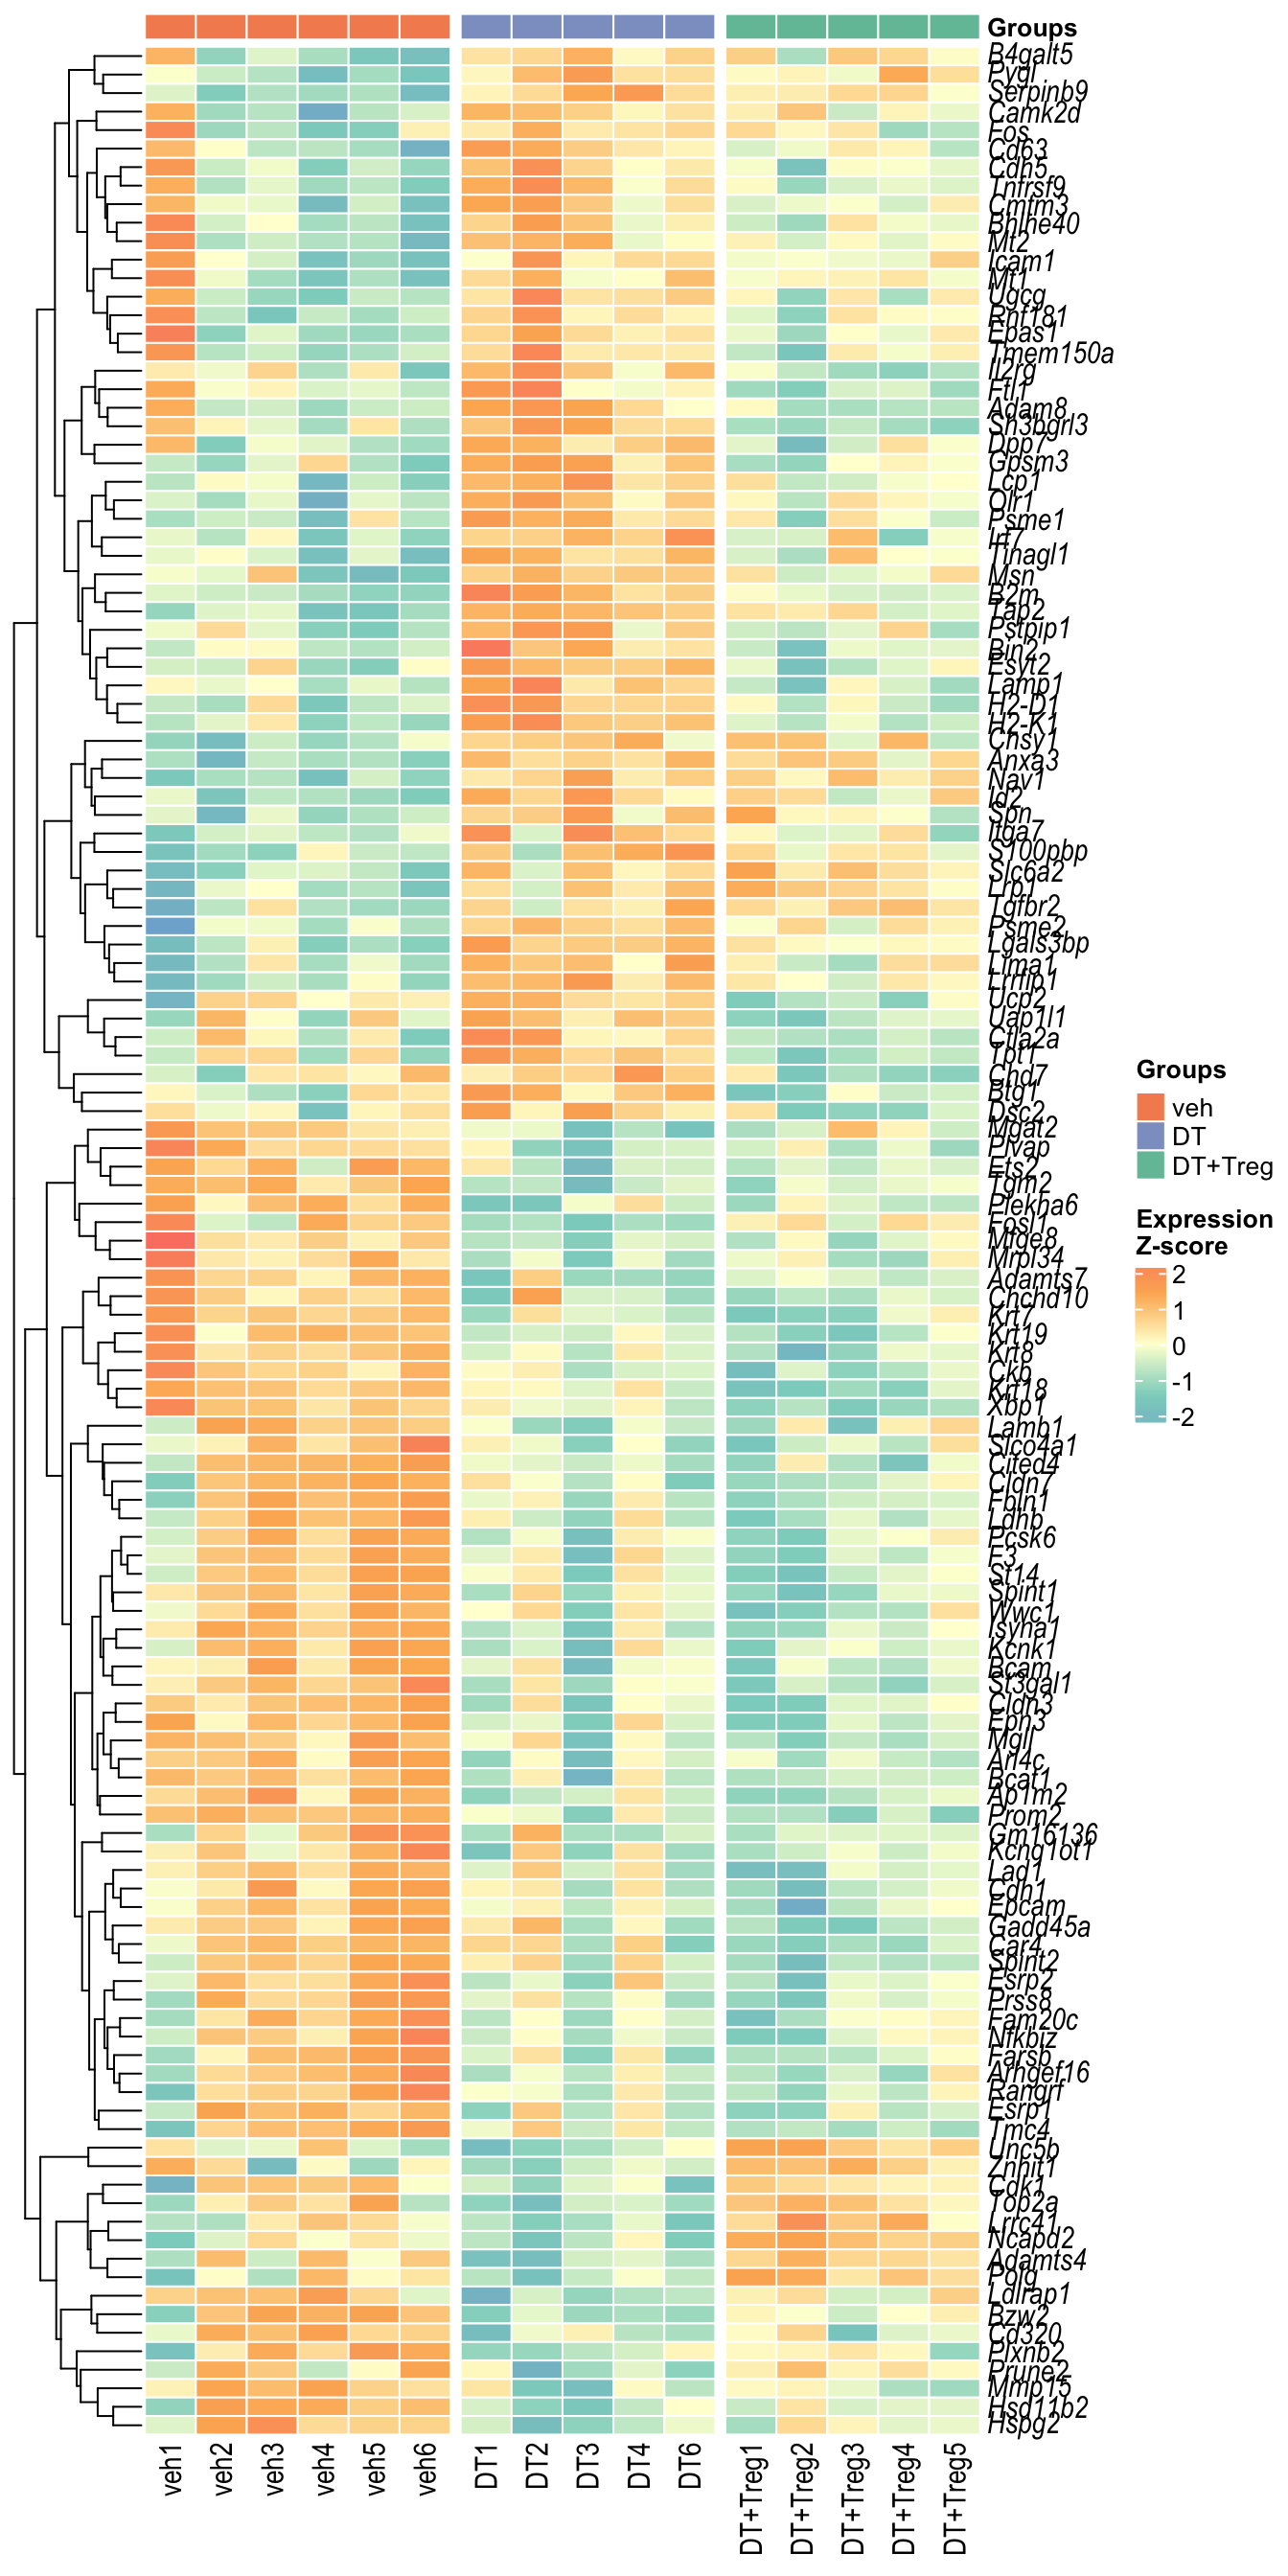 Groups
B4galt5
Pygl
Serpinb9
Camk2d
Fos
Cd63
Cdh5
Tnfrsf9
Cmtm3
Bhlhe40
Mt2
Icam1
Mt1
Ugcg
Rnf181
Epas1
Tmem150a
Il2rg
Ftl1
Adam8
Sh3bgrl3
Dpp7
Gpsm3
Lcp1
Olr1
Psme1
Irf7
Tinagl1
Msn
B2m
Tap2
Pstpip1
Bin2
Esyt2
Lamp1
H2-D1
H2-K1
Chsy1
Anxa3
Nav1
Id2
Spn
Itga7
S100pbp
Slc6a2
Lrp1
Tgfbr2
Psme2
Lgals3bp
Lima1
Lrrfip1
Ucp2
Uap1l1
Ctla2a
Tpt1
Chd7
Btg1
Dsc2
Mgat2
Plvap
Ets2
Tgm2
Plekha6
Fosl1
Mfge8
Mrpl34
Adamts7
Chchd10
Krt7
Krt19
Krt8
Ckb
Krt18
Xbp1
Lamb1
Slco4a1
Cited4
Cldn7
Fbln1
Ldhb
Pcsk6
F3
St14
Spint1
Wwc1
Isyna1
Kcnk1
Bcam
St3gal1
Cldn3
Epn3
Mgll
Arl4c
Bcat1
Ap1m2
Prom2
Gm16136
Kcnq1ot1
Lad1
Cdh1
Epcam
Gadd45a
Car4
Spint2
Esrp2
Prss8
Fam20c
Nfkbiz
Farsb
Arhgef16
Rangrf
Esrp1
Tmc4
Unc5b
Znhit1
Cdk1
Top2a
Lrrc41
Ncapd2
Adamts4
Polg
Ldlrap1
Bzw2
Cd320
Plxnb2
Prune2
Mmp15
Hsd11b2
Hspg2
veh1
veh2
veh3
veh4
veh5
veh6
DT1
DT2
DT3
DT4
DT6
DT+Treg1
DT+Treg2
DT+Treg3
DT+Treg4
DT+Treg5
Groups
veh
DT
DT+Treg
Expression
Z-score
2
1
0
-1
-2